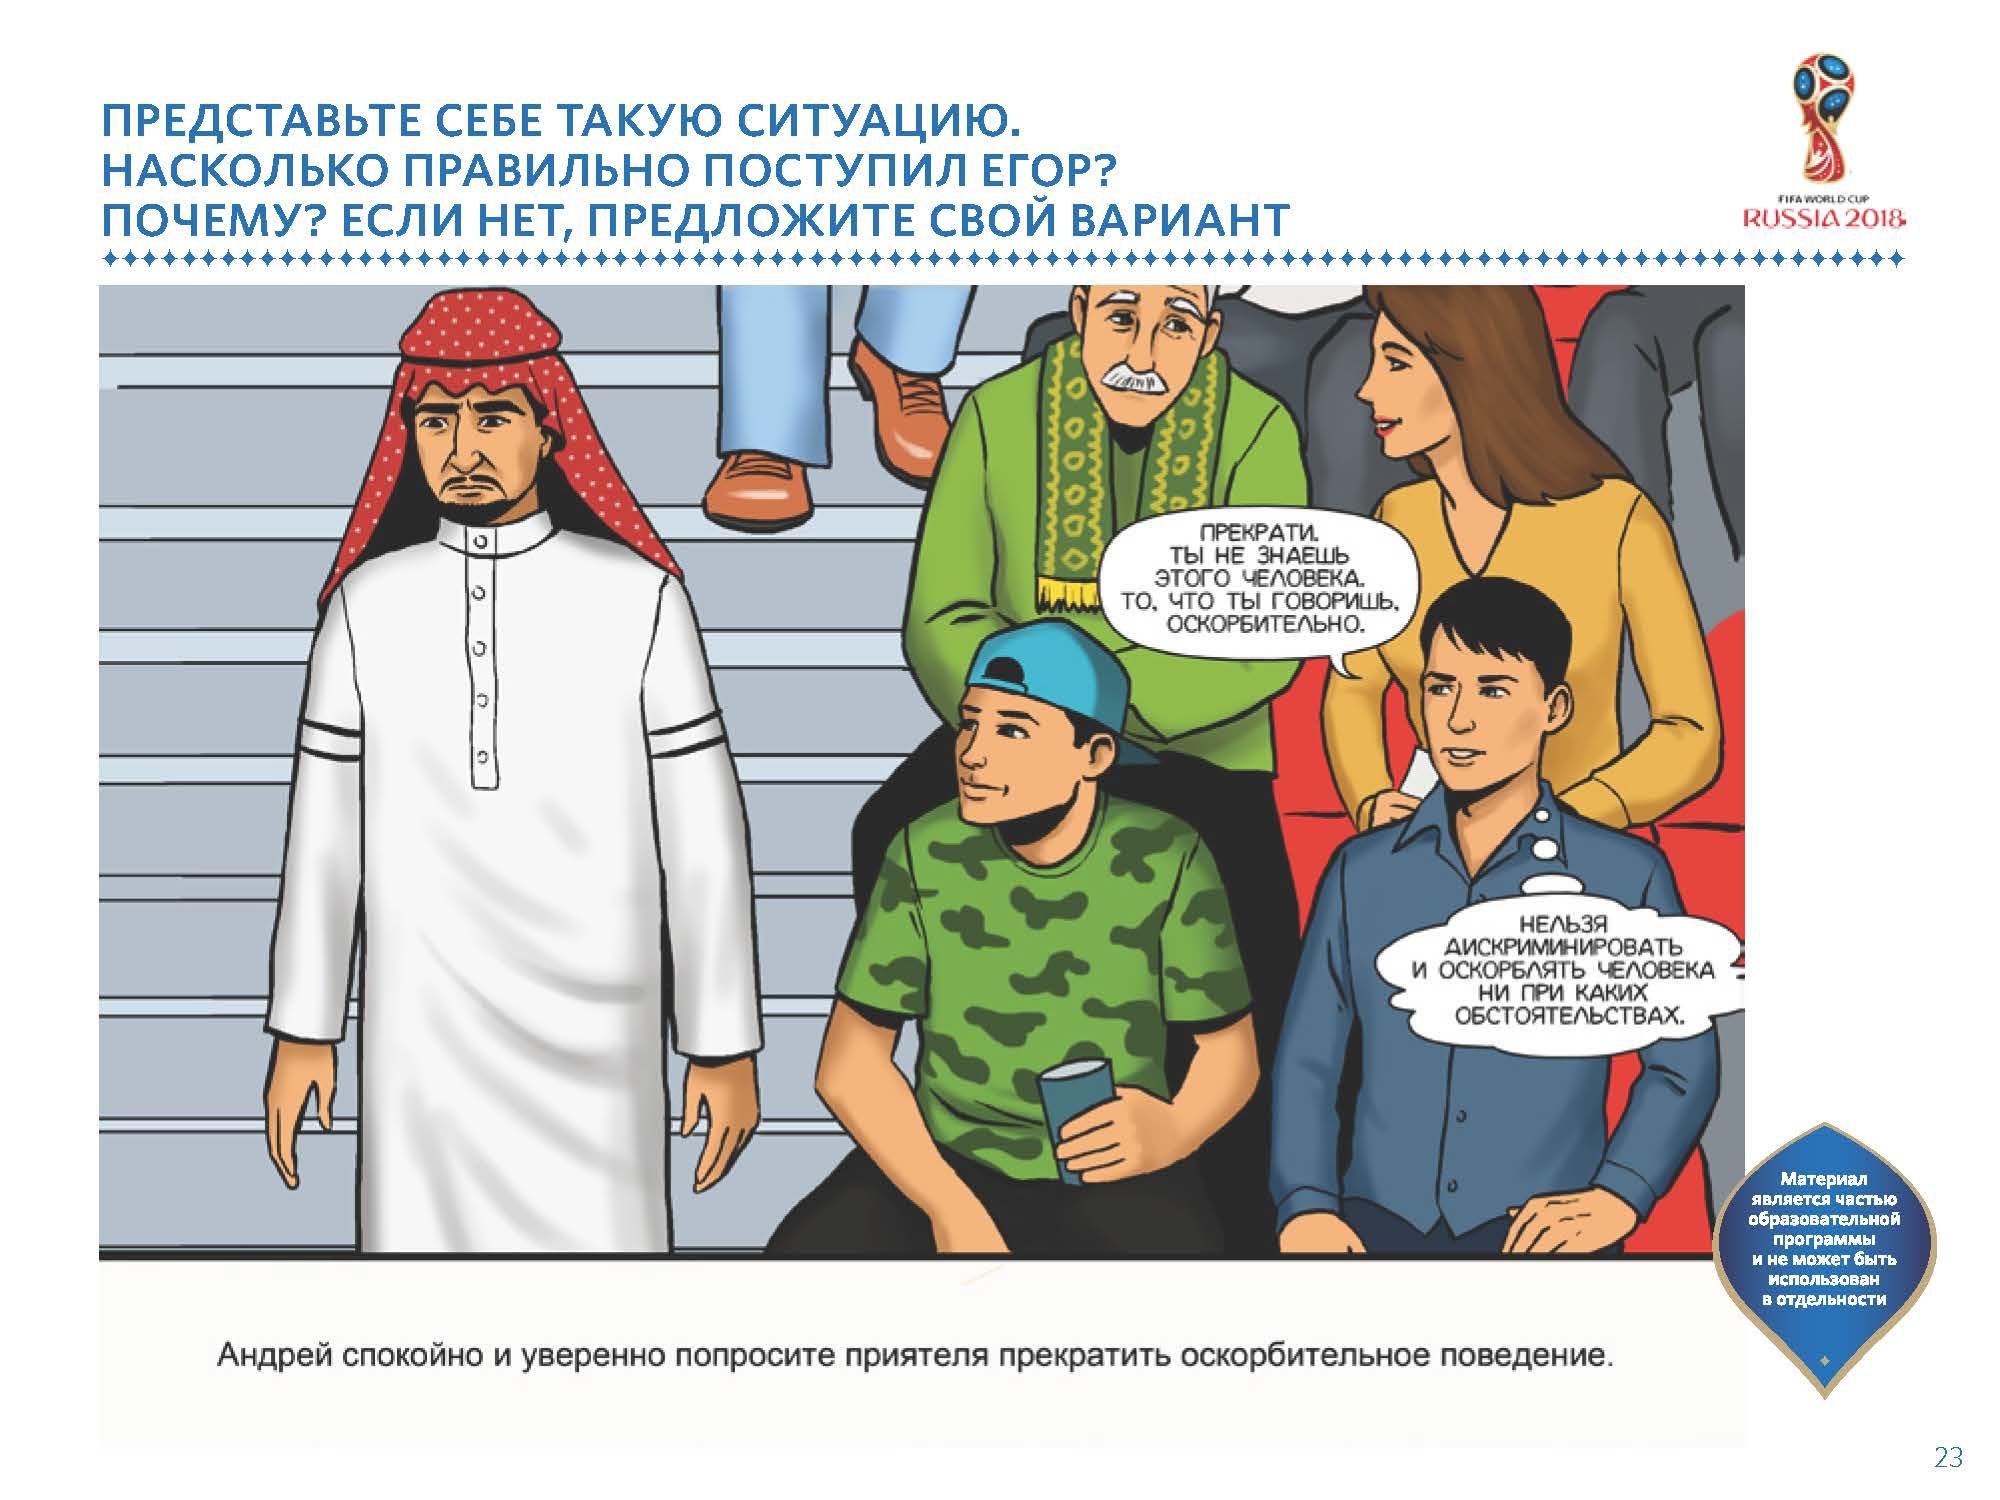 ПРЕДСТАВЬТЕ СЕБЕ ТАКУЮ СИТУАЦИЮ.
НАСКОЛЬКО ПРАВИЛЬНО ПОСТУПИЛ ЕГОР?
ПОЧЕМУ? ЕСЛИ НЕТ, ПРЕДЛОЖИТЕ СВОЙ ВАРИАНТ
FIFA WORLD CUP
RUSSIA 2018
ПРЕКРАТИ.
ТЫ НЕ ЗНАЕШЬ
ЭТОГО ЧЕЛОВЕКА.
ТО, ЧТО ТЫ ГОВОРИШЬ,
ОСКОРБИТЕЛЬНО.
НЕЛЬЗЯ
ДИСКРИМИНИРОВАТЬ
И ОСКОРБЛЯТЬ ЧЕЛОВЕКА
НИ ПРИ КАКИХ
ОБСТОЯТЕЛЬСТВАХ.
Материал
является частью
образовательной
программы
и не может быть
использован
в отдельности
Андрей спокойно и уверенно попросите приятеля прекратить оскорбительное поведение.
23